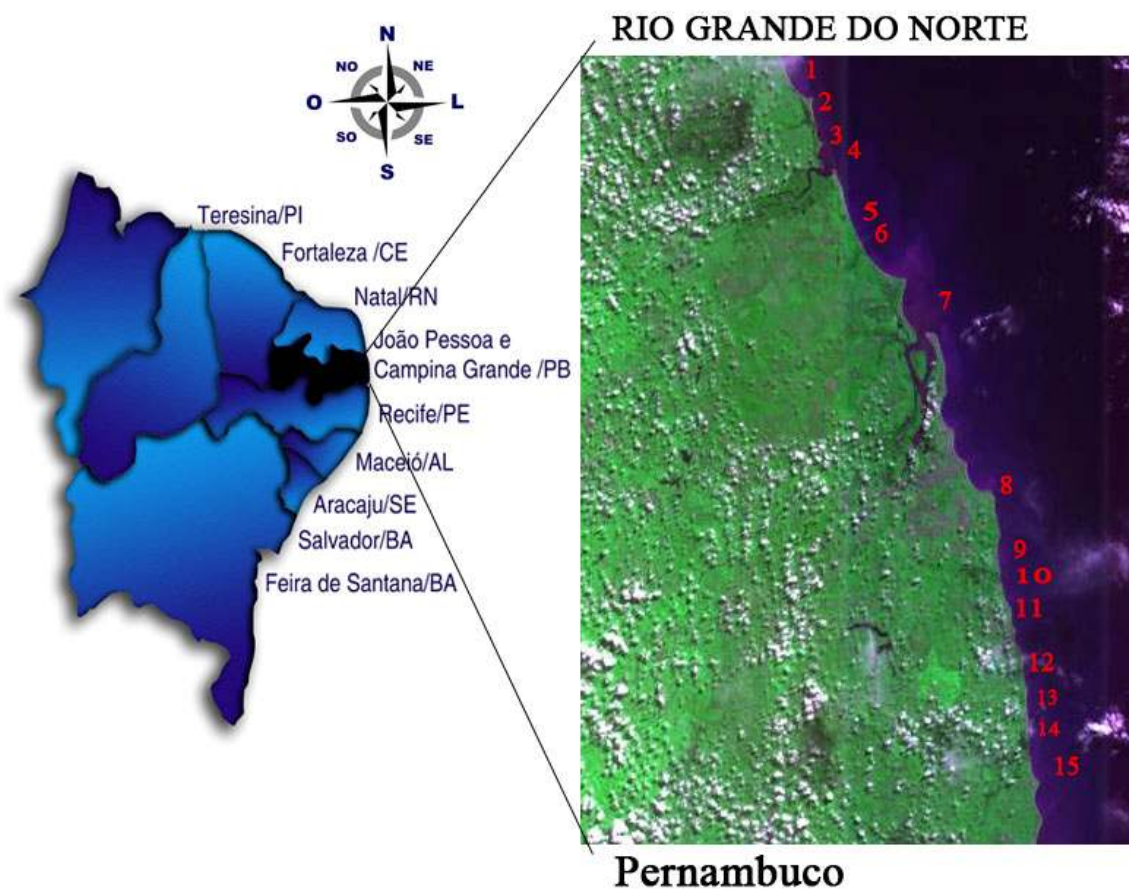 RIO GRANDE DO NORTE
N
NO
NE
O
L
SO
SE
S
Teresina/PI
Fortaleza /CE
Natal/RN
João Pessoa e
Campina Grande /PB
Recife/PE
Maceió/AL
Aracaju/SE
Salvador/BA
Feira de Santana/BA
1
2
3
4
5
6
7
8
9
10
11
12
13
14
15
Pernambuco